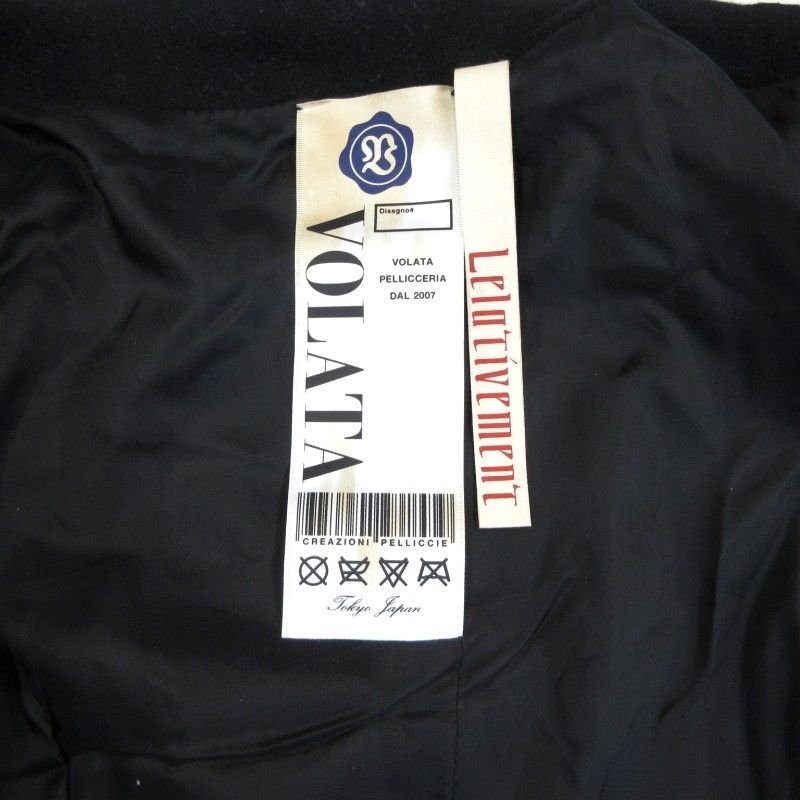 V
VOLATA
Disegno#
VOLATA
PELLICCERIA
DAL 2007
CREAZIONI PELLICCIE
Tokyo Japan
Lelativement